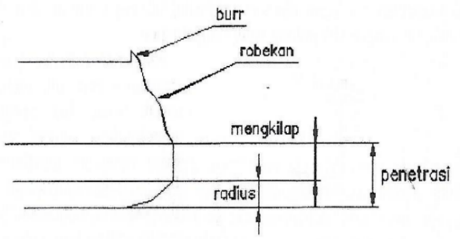 burr
robekan
mengkilap
penetrasi
radius